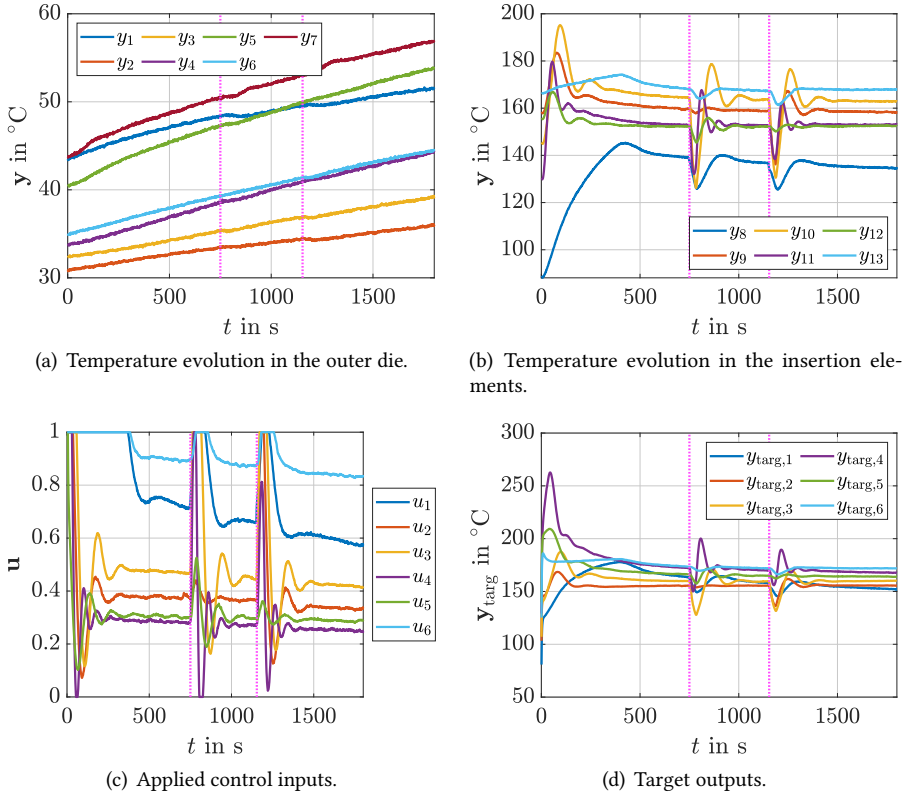 60
50
40
30
y in °C
y1 y3 y5 y7
y2 y4 y6
0 500 1000 1500
t in s
(a) Temperature evolution in the outer die.
200
180
160
140
120
100
y in °C
y8 y10 y12
y9 y11 y13
0 500 1000 1500
t in s
(b) Temperature evolution in the insertion ele-
ments.
1
0.8
0.6
0.4
0.2
0
u
u1
u2
u3
u4
u5
u6
0 500 1000 1500
t in s
(c) Applied control inputs.
300
250
200
150
100
50
ytarg in °C
ytarg,1 ytarg,4
ytarg,2 ytarg,5
ytarg,3 ytarg,6
0 500 1000 1500
t in s
(d) Target outputs.